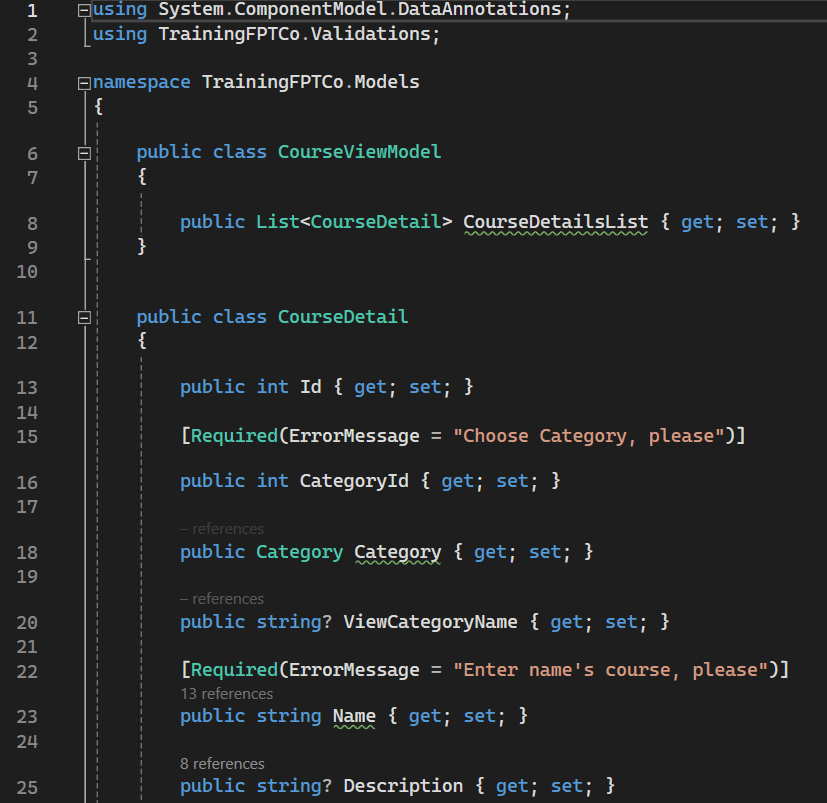 1 using System.ComponentModel.DataAnnotations;
2 using TrainingFPTCo.Validations;
3
4 namespace TrainingFPTCo.Models
5 {
6 public class CourseViewModel
7 {
8 public List<CourseDetail> CourseDetailsList { get; set; }
9 }
10
11 public class CourseDetail
12 {
13 public int Id { get; set; }
14
15 [Required(ErrorMessage = "Choose Category, please")]
16 public int CategoryId { get; set; }
17
– references
18 public Category Category { get; set; }
19
– references
20 public string? ViewCategoryName { get; set; }
21
22 [Required(ErrorMessage = "Enter name's course, please")]
13 references
23 public string Name { get; set; }
24
8 references
25 public string? Description { get; set; }